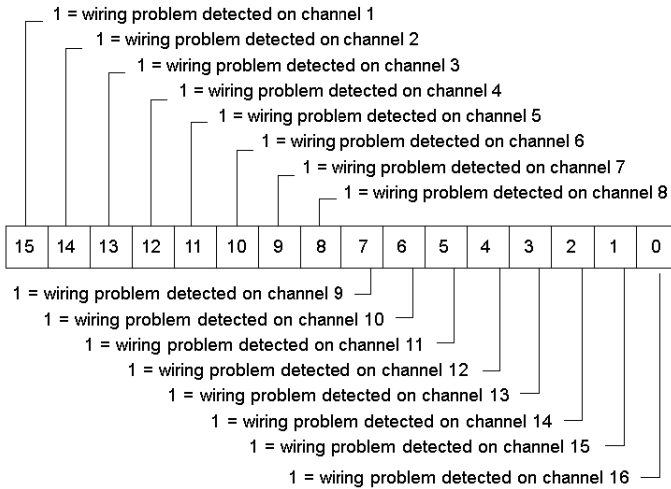 1 = wiring problem detected on channel 1
1 = wiring problem detected on channel 2
1 = wiring problem detected on channel 3
1 = wiring problem detected on channel 4
1 = wiring problem detected on channel 5
1 = wiring problem detected on channel 6
1 = wiring problem detected on channel 7
1 = wiring problem detected on channel 8
15 14 13 12 11 10 9 8 7 6 5 4 3 2 1 0
1 = wiring problem detected on channel 9
1 = wiring problem detected on channel 10
1 = wiring problem detected on channel 11
1 = wiring problem detected on channel 12
1 = wiring problem detected on channel 13
1 = wiring problem detected on channel 14
1 = wiring problem detected on channel 15
1 = wiring problem detected on channel 16